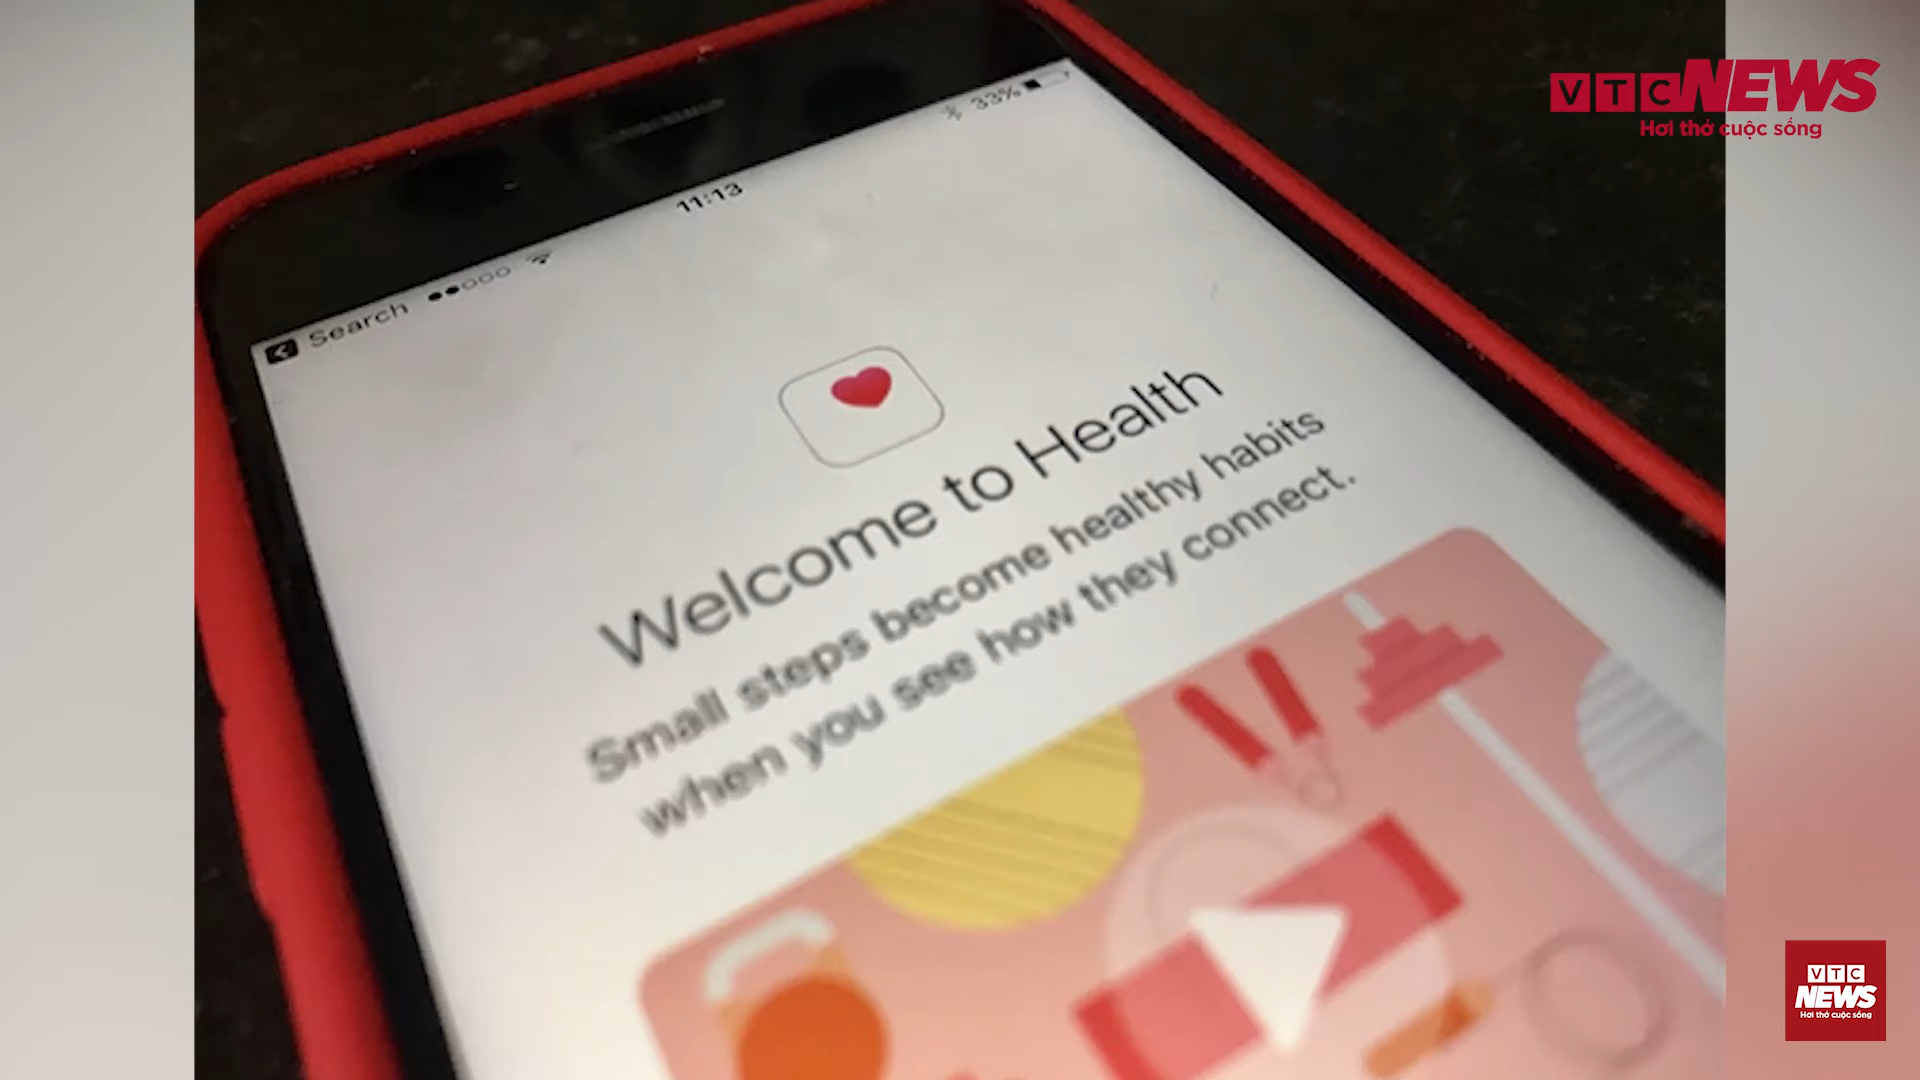 VTC NEWS
Hơi thở cuộc sống
33%
11:13
Search
Welcome to Health
Small steps become healthy habits
when you see how they connect.
VTC
NEWS
Hơi thở cuộc sống